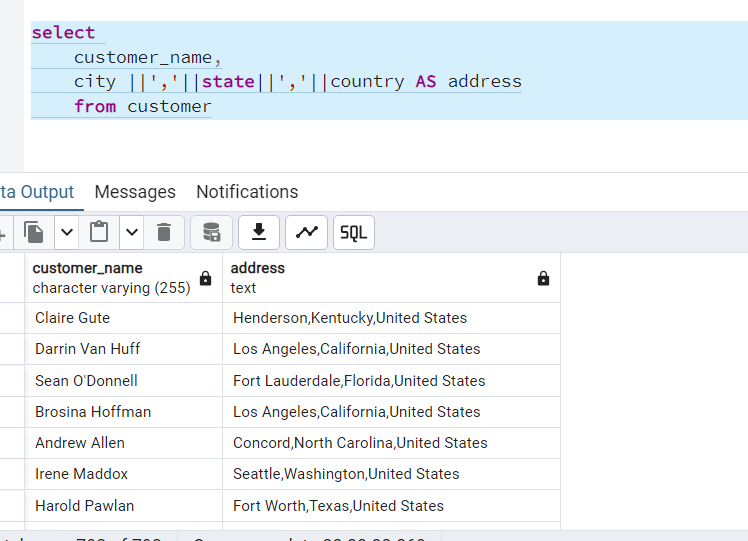 select
customer_name,
city ||','||state||','||country AS address
from customer
ta Output Messages Notifications
SQL
customer_name address
character varying (255) text
Claire Gute Henderson,Kentucky,United States
Darrin Van Huff Los Angeles,California,United States
Sean O'Donnell Fort Lauderdale,Florida,United States
Brosina Hoffman Los Angeles,California,United States
Andrew Allen Concord,North Carolina,United States
Irene Maddox Seattle,Washington,United States
Harold Pawlan Fort Worth,Texas,United States